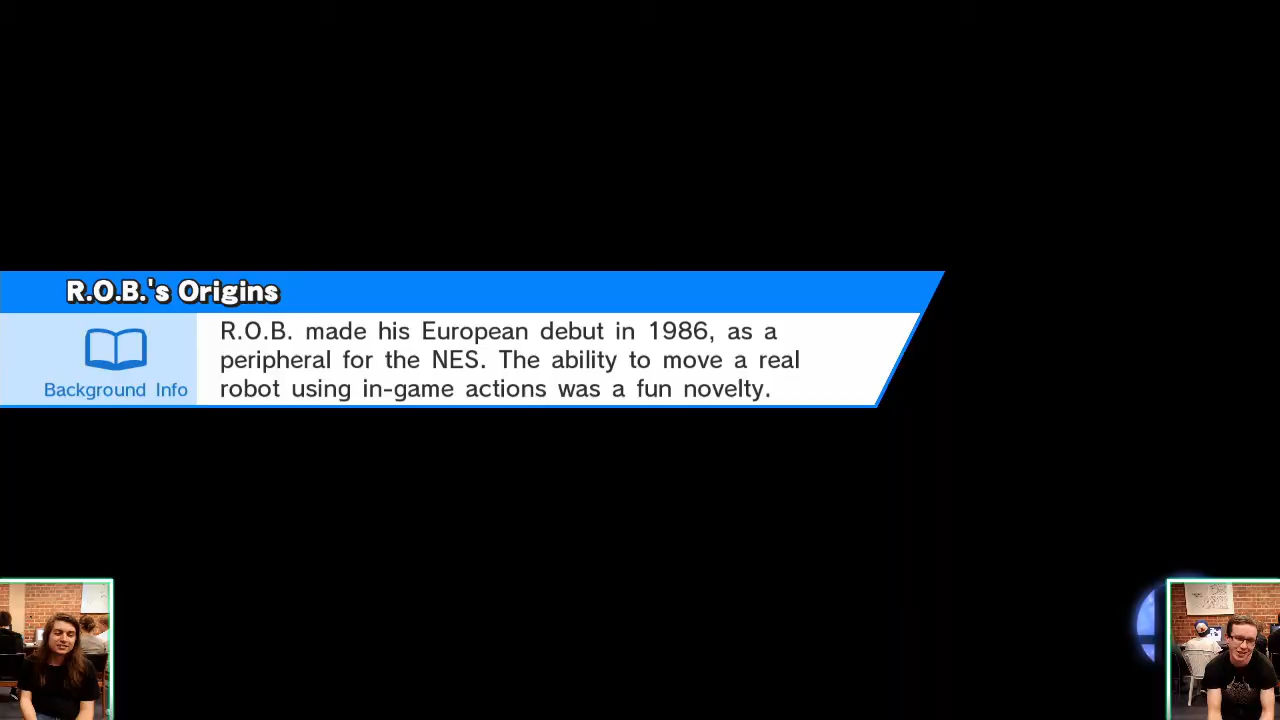 R.O.B.'s Origins
R.O.B. made his European debut in 1986, as a
peripheral for the NES. The ability to move a real
robot using in-game actions was a fun novelty.
Background Info